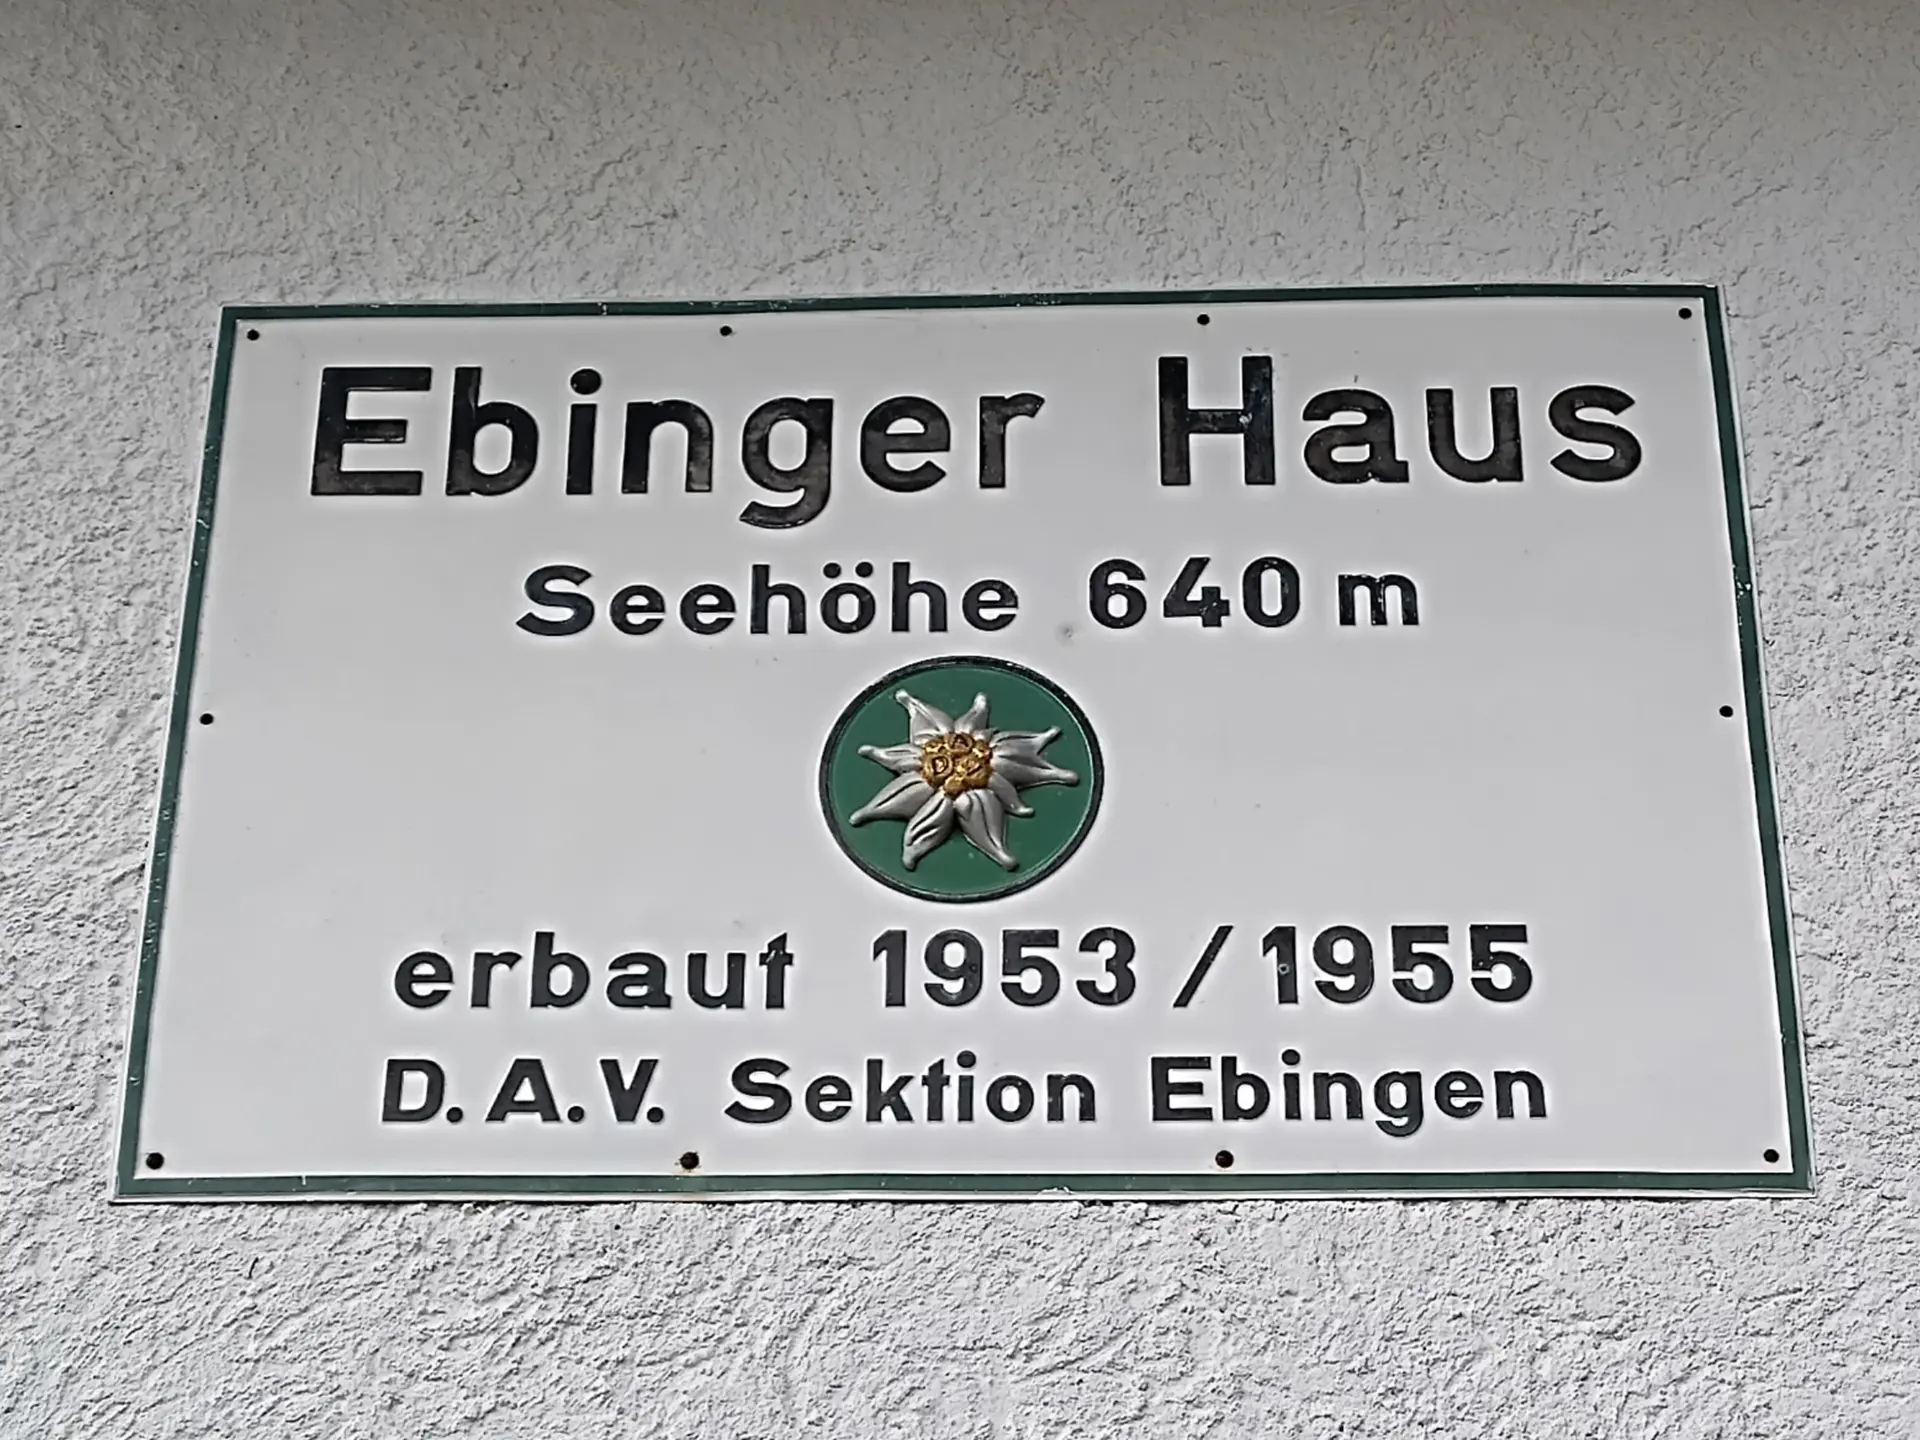 Ebinger Haus
Seehöhe 640 m
A
D V
erbaut 1953 / 1955
D. A. V. Sektion Ebingen